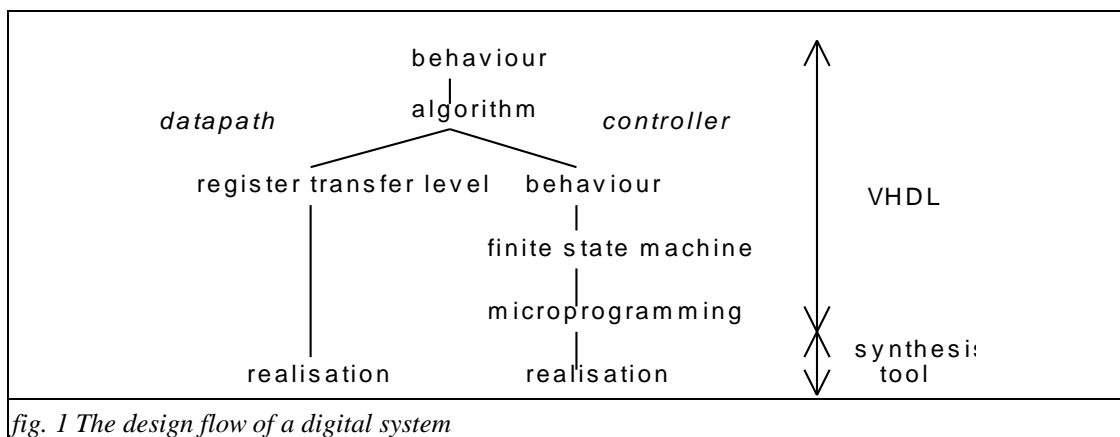 behaviour
algorithm
datapath
controller
register transfer level
behaviour
VHDL
finite state machine
microprogramming
synthesis
tool
realisation
realisation
fig. 1 The design flow of a digital system